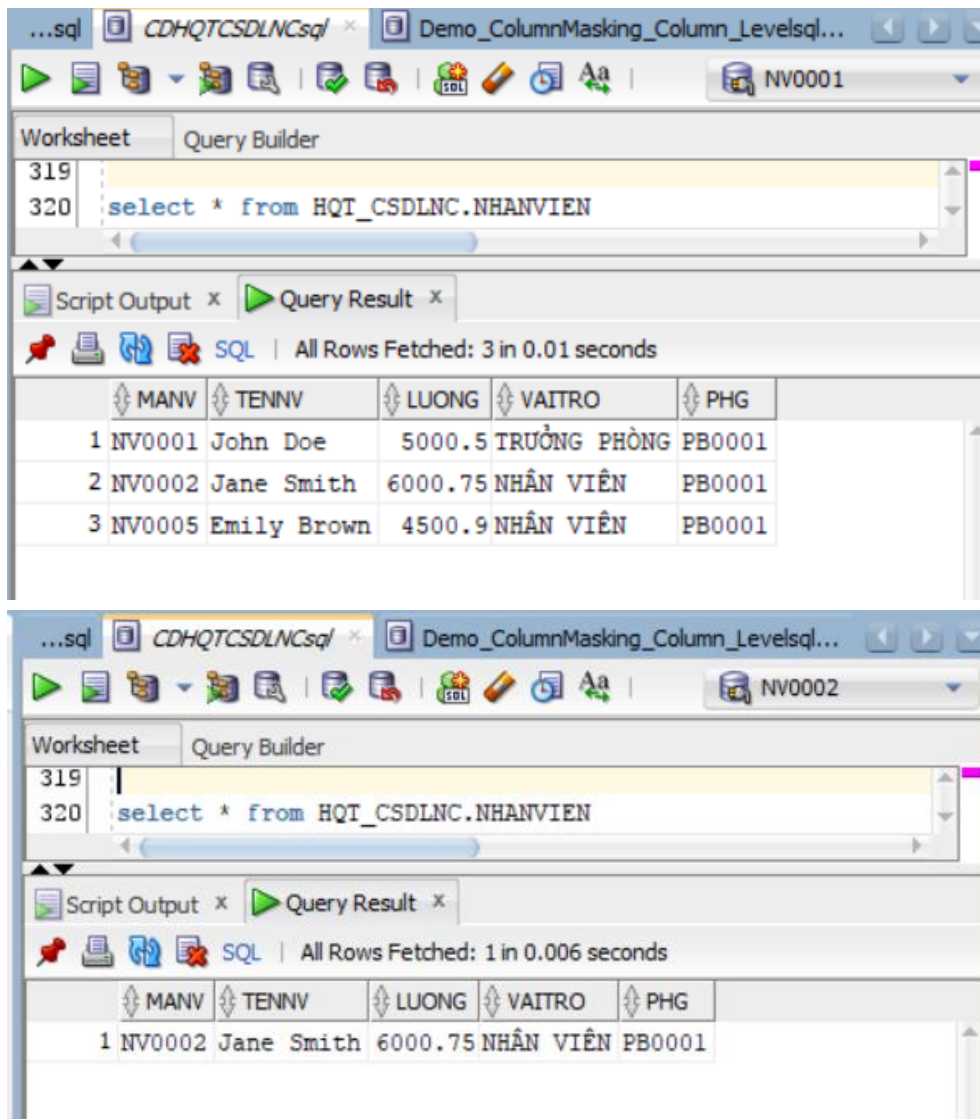 ...sql CDHQTCSDLNCsql × Demo_ColumnMasking_Column_Levelsql...
SQL Aa NV0001
Worksheet Query Builder
319
320 select * from HQT_CSDLNC.NHANVIEN
Script Output x Query Result x
SQL | All Rows Fetched: 3 in 0.01 seconds
MANV TENNV LUONG VAITRO PHG
1 NV0001 John Doe 5000.5 TRƯỞNG PHÒNG PB0001
2 NV0002 Jane Smith 6000.75 NHÂN VIÊN PB0001
3 NV0005 Emily Brown 4500.9 NHÂN VIÊN PB0001
...sql CDHQTCSDLNCsql × Demo_ColumnMasking_Column_Levelsql...
SQL Aa NV0002
Worksheet Query Builder
319
320 select * from HQT_CSDLNC.NHANVIEN
Script Output x Query Result x
SQL | All Rows Fetched: 1 in 0.006 seconds
MANV TENNV LUONG VAITRO PHG
1 NV0002 Jane Smith 6000.75 NHÂN VIÊN PB0001